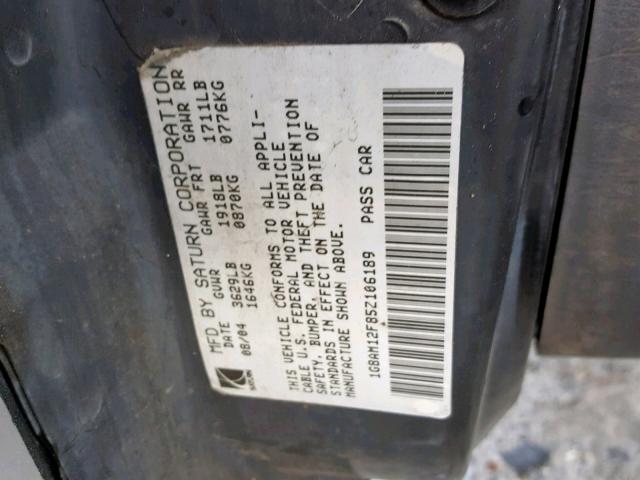 MFD BY SATURN CORPORATION
DATE GVWR GAWR FRT GAWR RR
08/04 3629LB 1918LB 1711LB
1646KG 0870KG 0776KG
SATURN
THIS VEHICLE CONFORMS TO ALL APPLI-
CABLE U.S. FEDERAL MOTOR VEHICLE
SAFETY, BUMPER, AND THEFT PREVENTION
STANDARDS IN EFFECT ON THE DATE OF
MANUFACTURE SHOWN ABOVE.
1G8AM12F85Z106189 PASS CAR